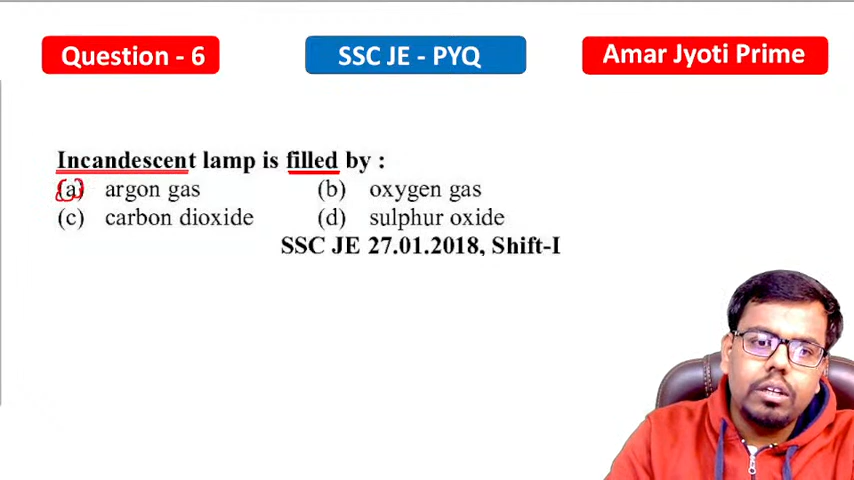 Question - 6
SSC JE - PYQ
Amar Jyoti Prime
Incandescent lamp is filled by :
(a) argon gas (b) oxygen gas
(c) carbon dioxide (d) sulphur oxide
SSC JE 27.01.2018, Shift-I